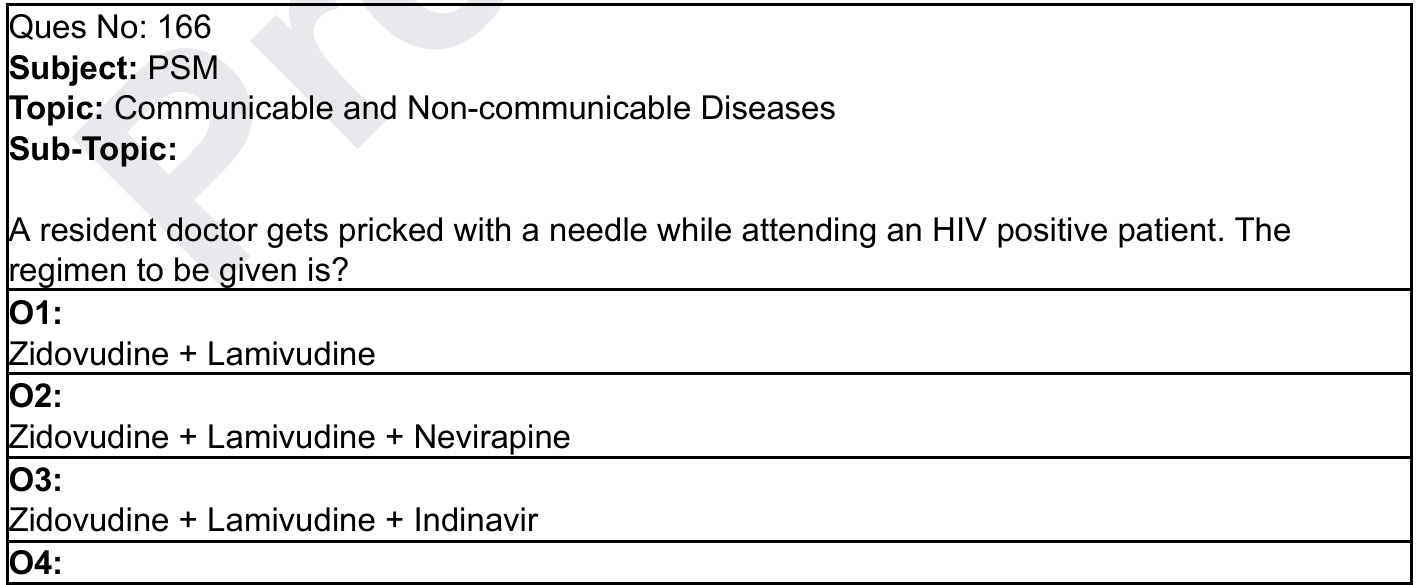 Ques No: 166
Subject: PSM
Topic: Communicable and Non-communicable Diseases
Sub-Topic:
A resident doctor gets pricked with a needle while attending an HIV positive patient. The
regimen to be given is?
O1:
Zidovudine + Lamivudine
O2:
Zidovudine + Lamivudine + Nevirapine
O3:
Zidovudine + Lamivudine + Indinavir
O4: